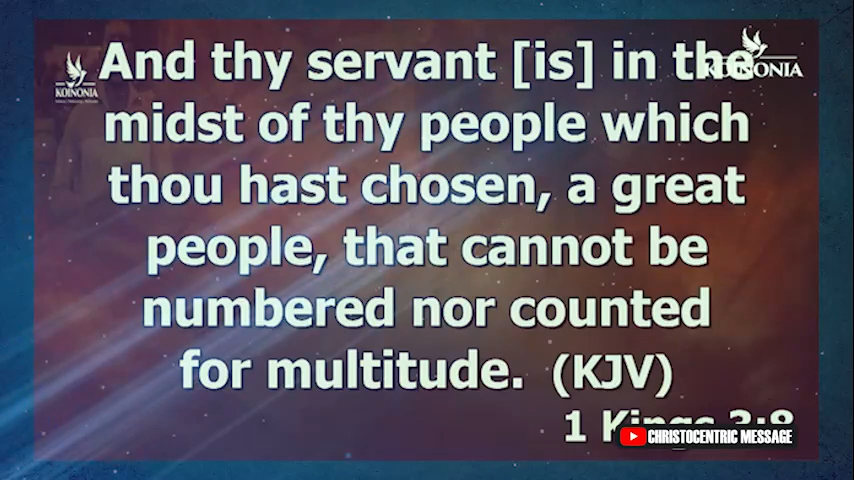 And thy servant [is] in the
midst of thy people which
thou hast chosen, a great
people, that cannot be
numbered nor counted
for multitude. (KJV)
1 Kings 3:8
KOINONIA
KOINONIA
CHRISTOCENTRIC MESSAGE